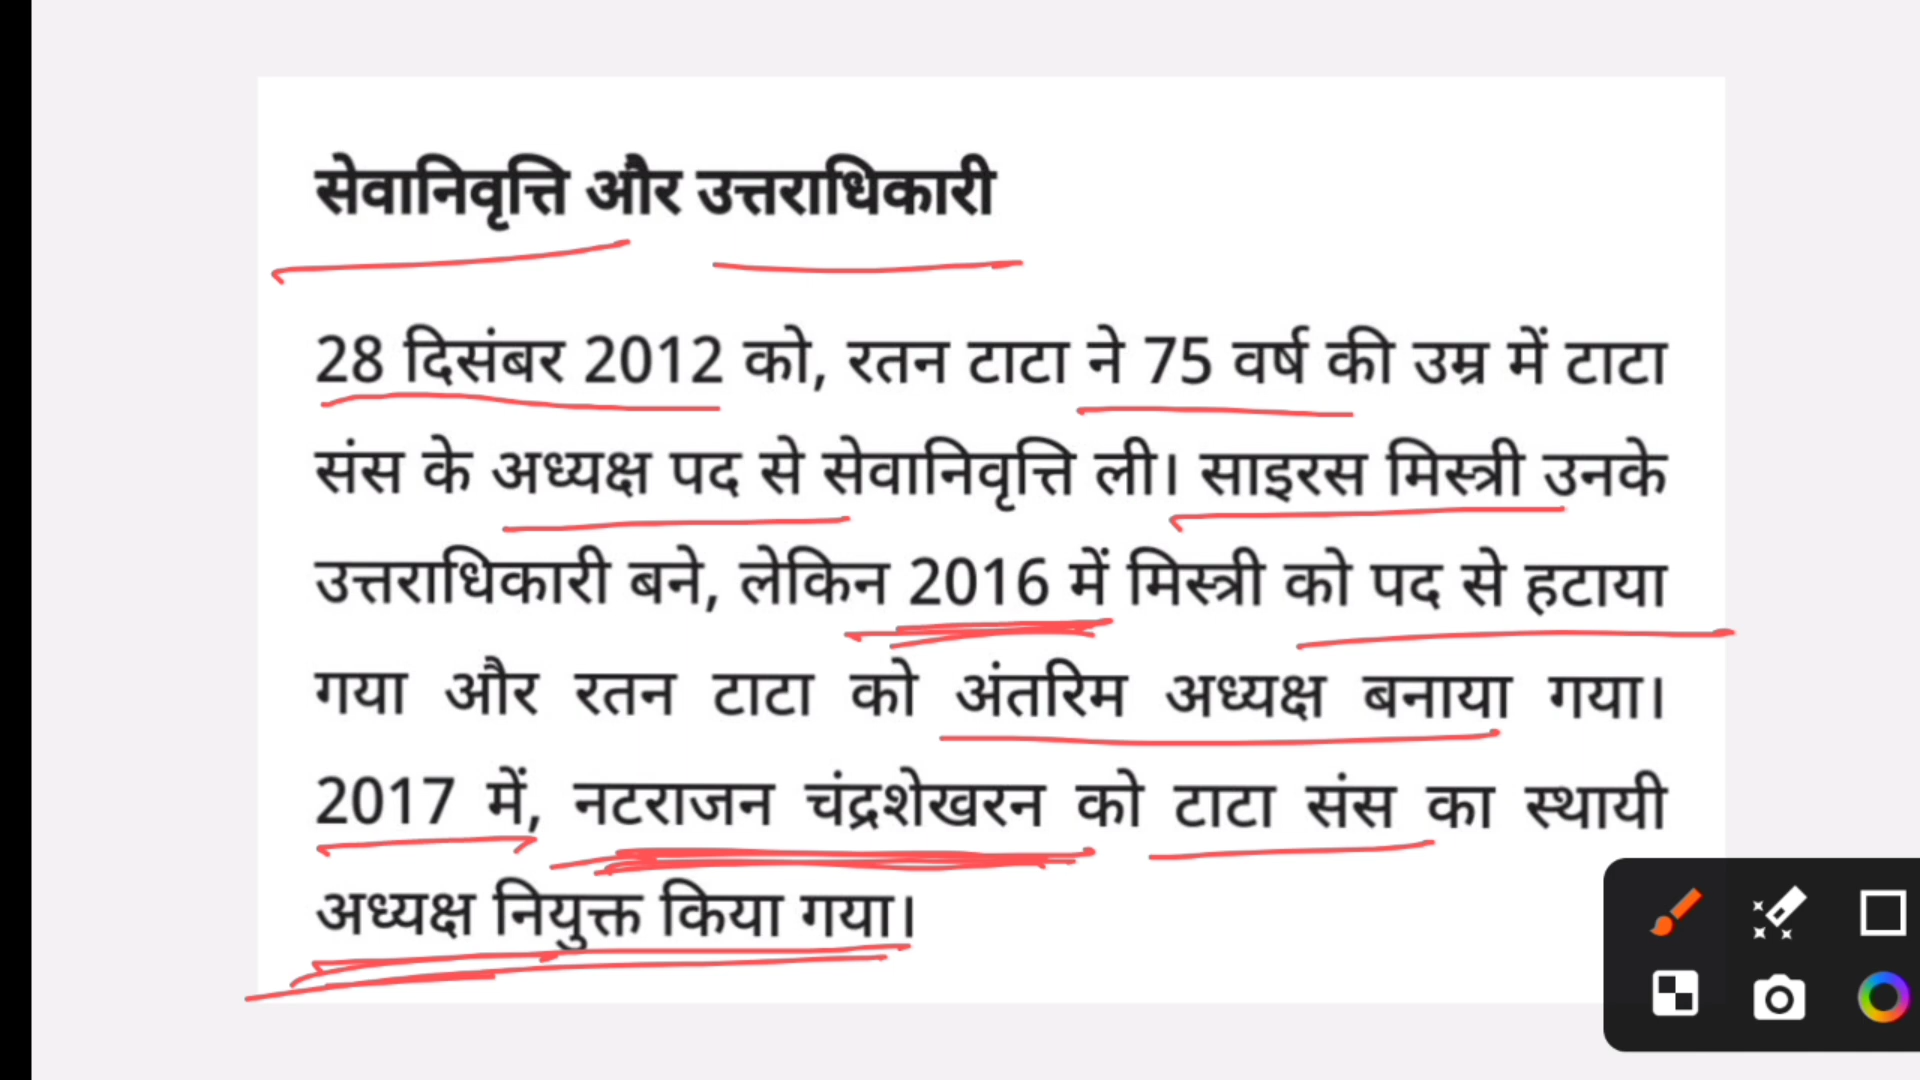 सेवानिवृत्ति और उत्तराधिकारी
28 दिसंबर 2012 को, रतन टाटा ने 75 वर्ष की उम्र में टाटा
संस के अध्यक्ष पद से सेवानिवृत्ति ली। साइरस मिस्त्री उनके
उत्तराधिकारी बने, लेकिन 2016 में मिस्त्री को पद से हटाया
गया और रतन टाटा को अंतरिम अध्यक्ष बनाया गया।
2017 में, नटराजन चंद्रशेखरन को टाटा संस का स्थायी
अध्यक्ष नियुक्त किया गया।